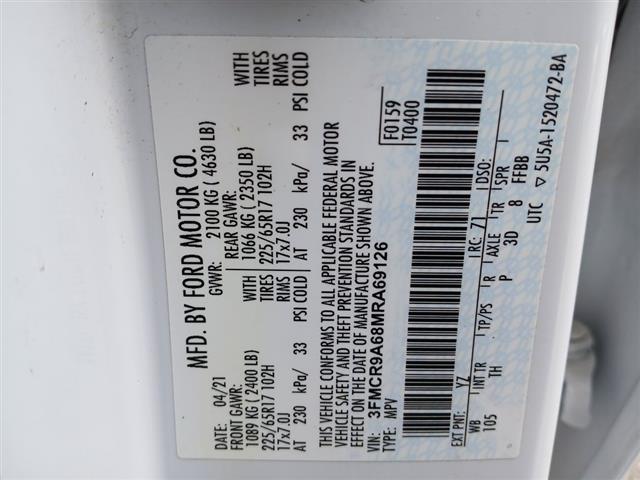 MFD. BY FORD MOTOR CO.
DATE: 04/21 GVWR: 2100 KG ( 4630 LB)
FRONT GAWR: REAR GAWR:
1089 KG ( 2400 LB) WITH 1066 KG ( 2350 LB) WITH
225/65R17 102H TIRES 225/65R17 102H TIRES
17x7.0J RIMS 17x7.0J RIMS
AT 230 kPa/ 33 PSI COLD AT 230 kPa/ 33 PSI COLD
THIS VEHICLE CONFORMS TO ALL APPLICABLE FEDERAL MOTOR
VEHICLE SAFETY AND THEFT PREVENTION STANDARDS IN
EFFECT ON THE DATE OF MANUFACTURE SHOWN ABOVE.
VIN: 3FMCR9A68MRA69126 F0159
TYPE: MPV T0400
EXT PNT: YZ RC: 71 DSO:
WB INT TR TP/PS R AXLE TR SPR
105 TH P 3D 8 FFBB
UTC ▽ 5U5A-1520472-BA